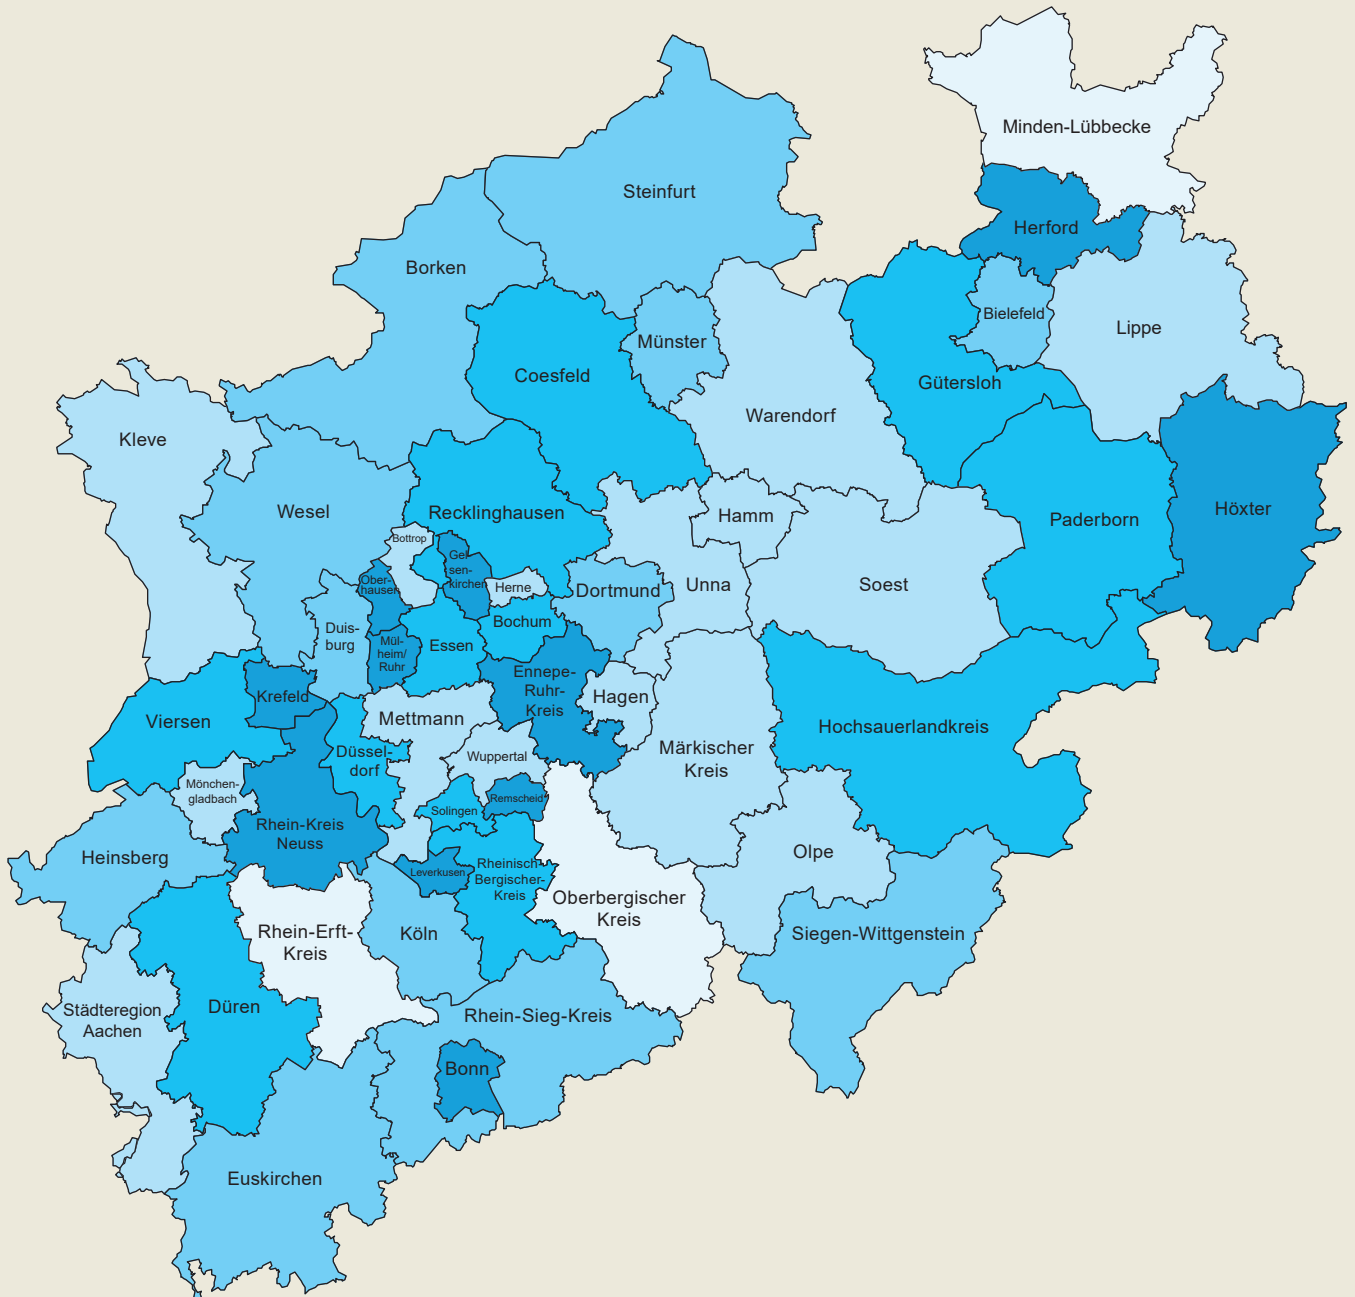 Minden-Lübbecke
Steinfurt
Herford
Borken
Bielefeld
Lippe
Münster
Coesfeld
Gütersloh
Warendorf
Kleve
Wesel
Recklinghausen
Hamm
Höxter
Paderborn
Bottrop
Gel-
sen-
kirchen
Ober-
hausen
Herne
Dortmund
Unna
Soest
Duis-
burg
Bochum
Mül-
heim/
Ruhr
Essen
Ennepe-
Ruhr-
Kreis
Krefeld
Hagen
Viersen
Mettmann
Hochsauerlandkreis
Düssel-
dorf
Wuppertal
Märkischer
Kreis
Mönchen-
gladbach
Remscheid
Solingen
Rhein-Kreis
Neuss
Heinsberg
Olpe
Leverkusen
Rheinisch-
Bergischer-
Kreis
Oberbergischer
Kreis
Rhein-Erft-
Kreis
Köln
Siegen-Wittgenstein
Düren
Städteregion
Aachen
Rhein-Sieg-Kreis
Bonn
Euskirchen